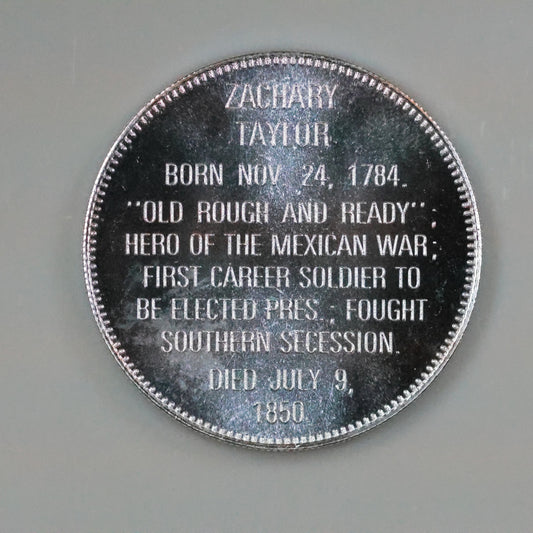 ZACHARY
TAYLOR
BORN NOV. 24, 1784.
"OLD ROUGH AND READY";
HERO OF THE MEXICAN WAR;
FIRST CAREER SOLDIER TO
BE ELECTED PRES.; FOUGHT
SOUTHERN SECESSION.
DIED JULY 9,
1850